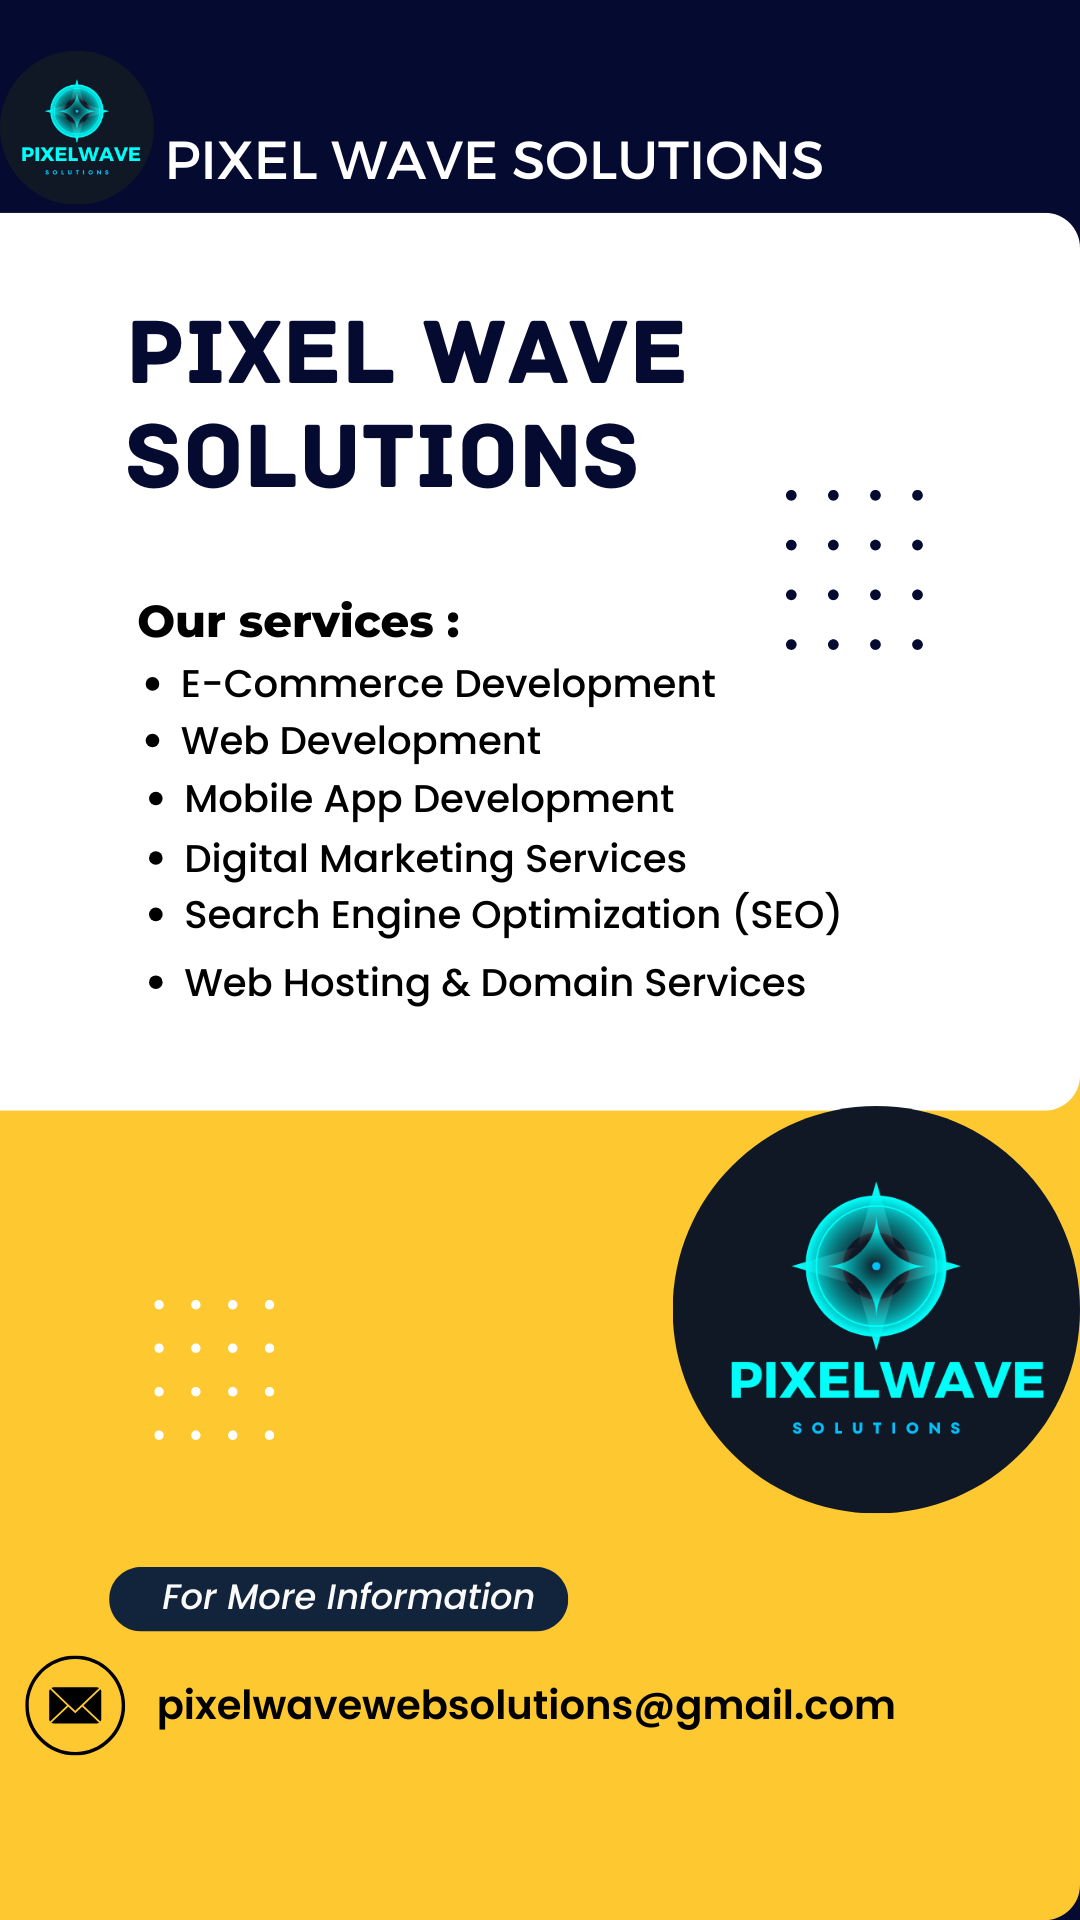 PIXELWAVE
SOLUTIONS
PIXEL WAVE SOLUTIONS
PIXEL WAVE
SOLUTIONS
Our services :
• E-Commerce Development
• Web Development
• Mobile App Development
• Digital Marketing Services
• Search Engine Optimization (SEO)
• Web Hosting & Domain Services
PIXELWAVE
SOLUTIONS
For More Information
pixelwavewebsolutions@gmail.com